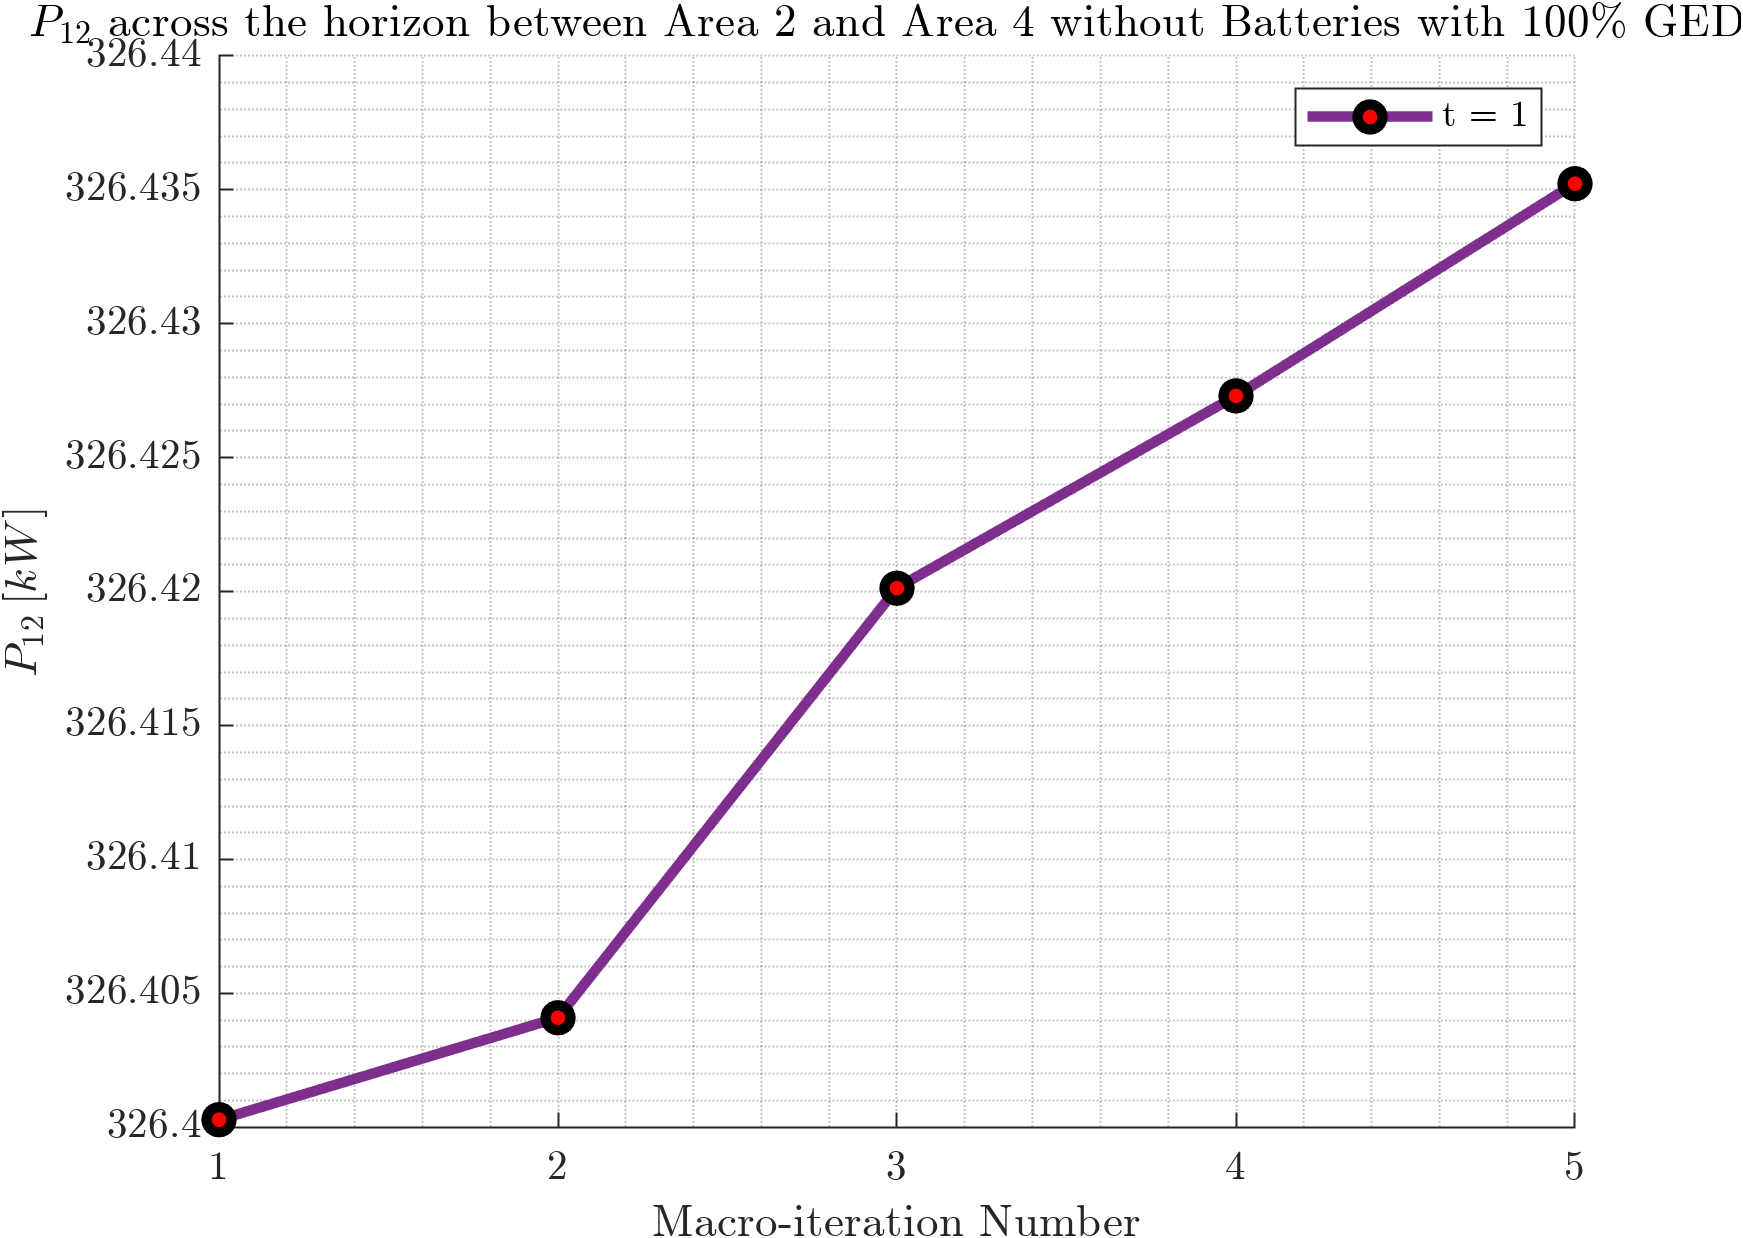 P12 across the horizon between Area 2 and Area 4 without Batteries with 100% GED
326.44
326.435
326.43
326.425
326.42
326.415
326.41
326.405
326.4
P12 [kW]
t = 1
1 2 3 4 5
Macro-iteration Number